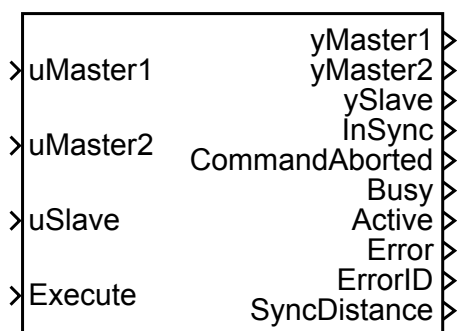 uMaster1
uMaster2
uSlave
Execute
yMaster1
yMaster2
ySlave
InSync
CommandAborted
Busy
Active
Error
ErrorID
SyncDistance